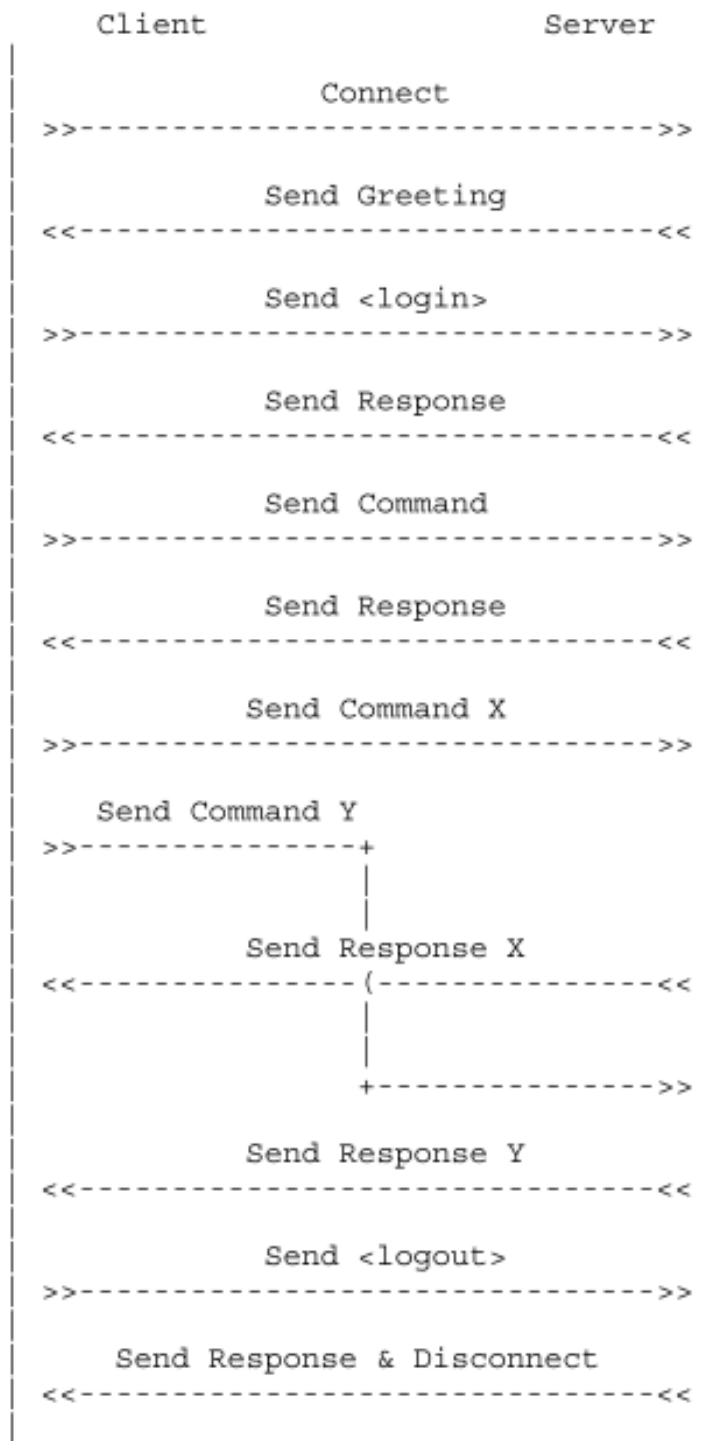 Client Server
Connect
>>------------------------------->>
Send Greeting
<<-------------------------------<<
Send <login>
>>------------------------------->>
Send Response
<<-------------------------------<<
Send Command
>>------------------------------->>
Send Response
<<-------------------------------<<
Send Command X
>>------------------------------->>
Send Command Y
>>---------------+
|
|
Send Response X
<<---------------(---------------<<
|
|
+--------------->>
Send Response Y
<<-------------------------------<<
Send <logout>
>>------------------------------->>
Send Response & Disconnect
<<-------------------------------<<